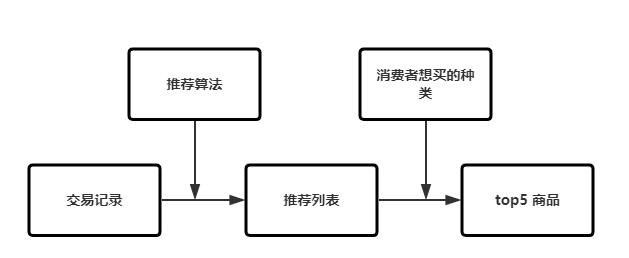 推荐算法
消费者想买的种
类
交易记录
推荐列表
top5 商品